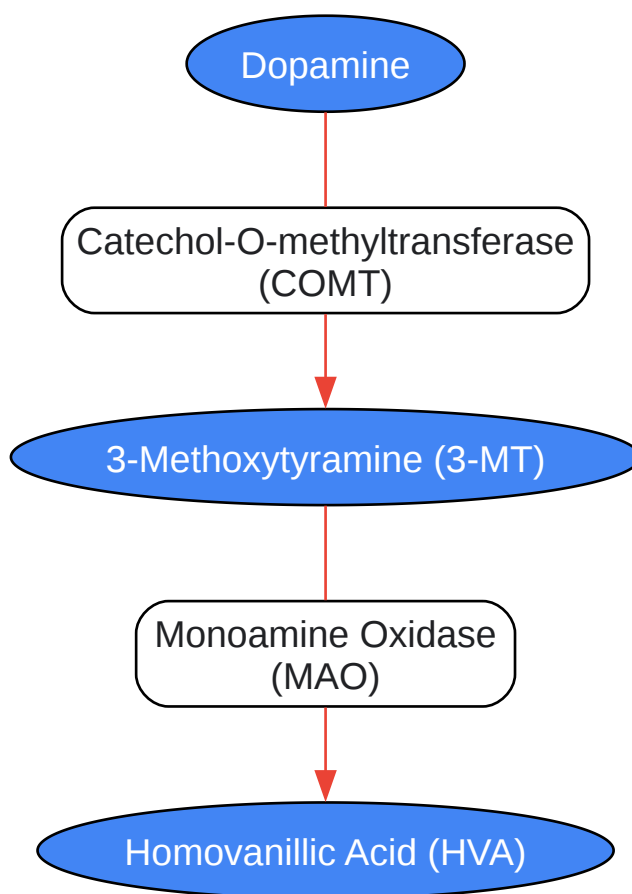 Dopamine
Catechol-O-methyltransferase
(COMT)
3-Methoxytyramine (3-MT)
Monoamine Oxidase
(MAO)
Homovanillic Acid (HVA)